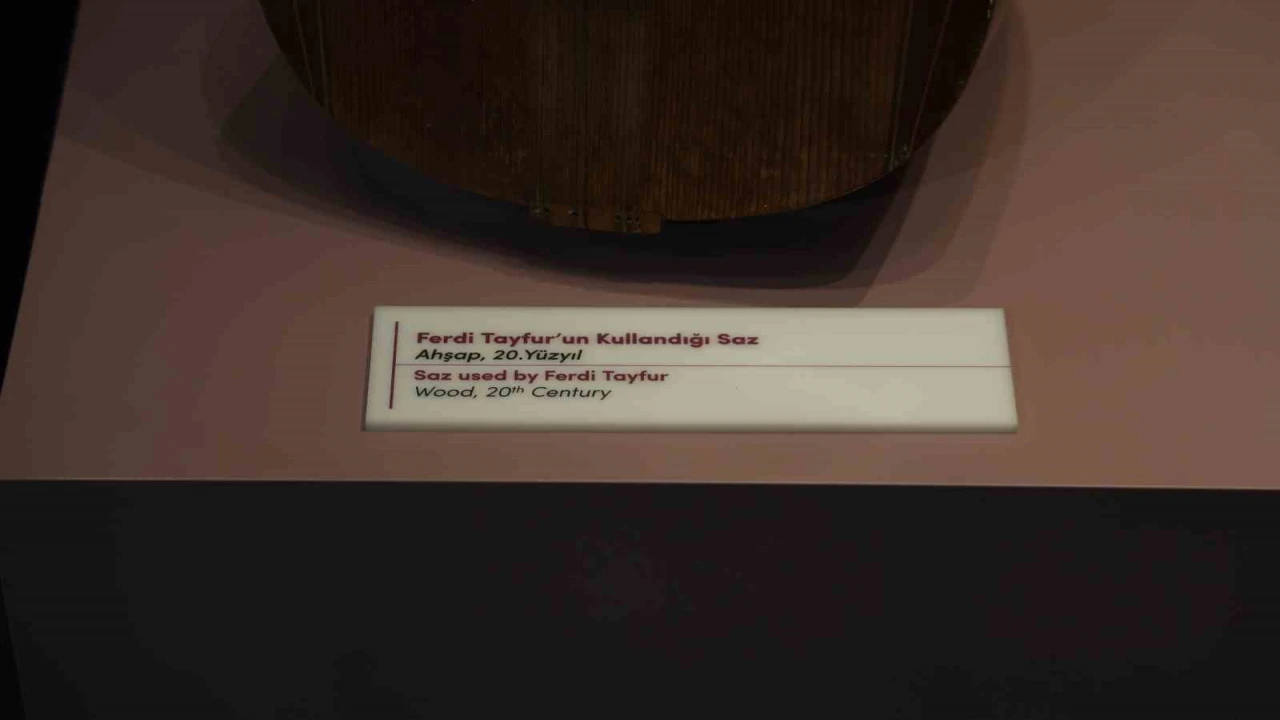 Ferdi Tayfur'un Kullandığı Saz
Ahşap, 20.Yüzyıl
Saz used by Ferdi Tayfur
Wood, 20th Century